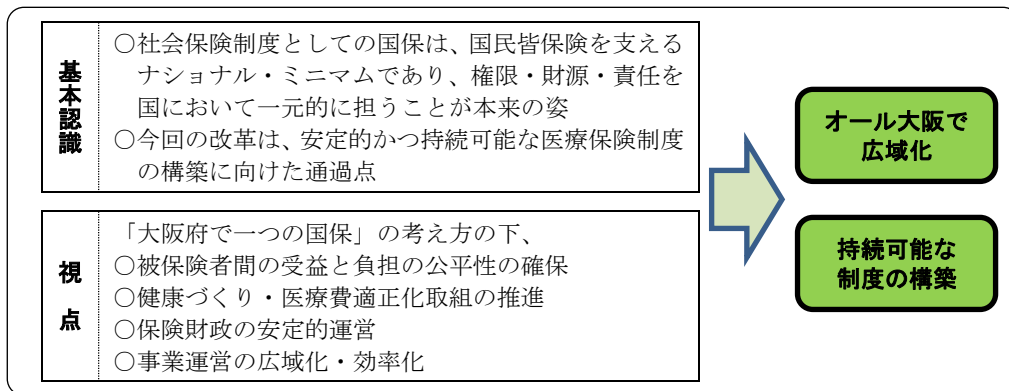 基本認識
○社会保険制度としての国保は、国民皆保険を支える
ナショナル・ミニマムであり、権限・財源・責任を
国において一元的に担うことが本来の姿
○今回の改革は、安定的かつ持続可能な医療保険制度
の構築に向けた通過点
視点
「大阪府で一つの国保」の考え方の下、
○被保険者間の受益と負担の公平性の確保
○健康づくり・医療費適正化取組の推進
○保険財政の安定的運営
○事業運営の広域化・効率化
オール大阪で
広域化
持続可能な
制度の構築